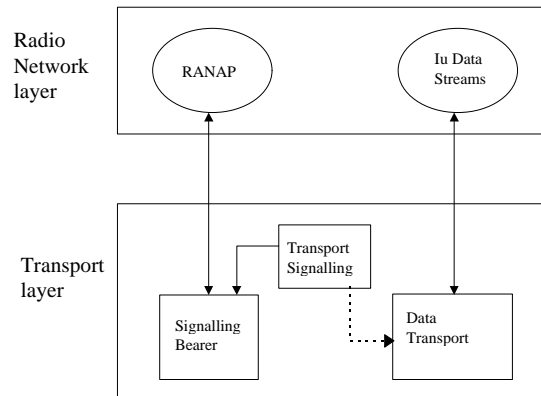 Radio
Network
layer
RANAP
Iu Data
Streams
Transport
layer
Transport
Signalling
Signalling
Bearer
Data
Transport